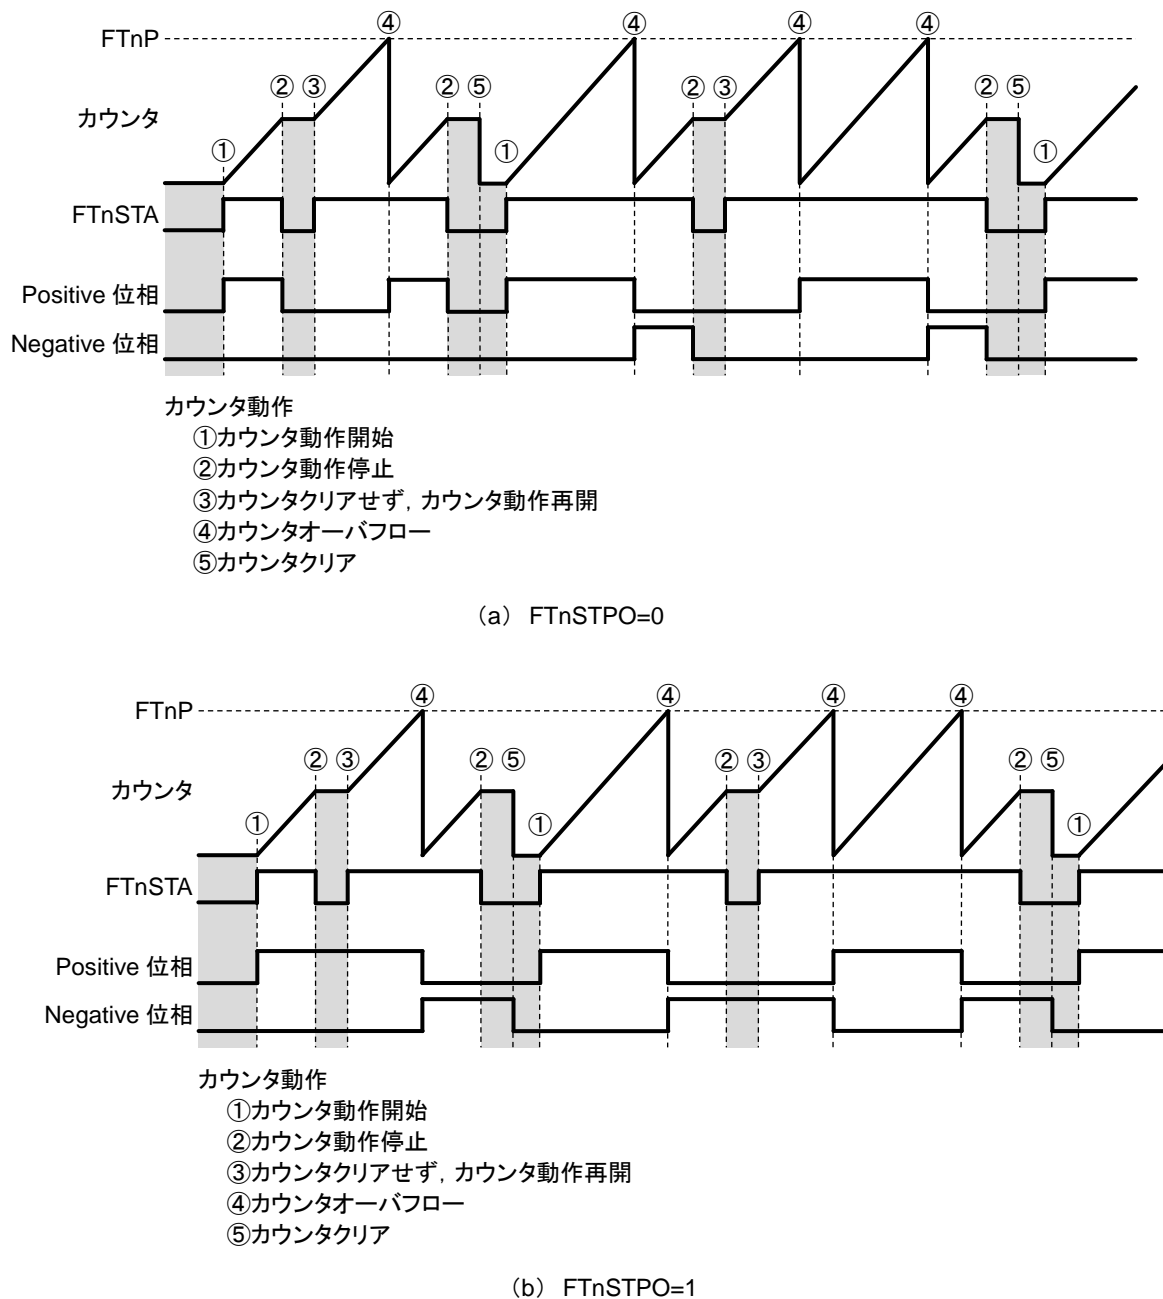 ④ ④ ④ ④
FTnP
② ③ ② ⑤ ② ③ ② ⑤
カウンタ
① ① ①
FTnSTA
Positive 位相
Negative 位相
カウンタ動作
①カウンタ動作開始
②カウンタ動作停止
③カウンタクリアせず，カウンタ動作再開
④カウンタオーバフロー
⑤カウンタクリア
（a） FTnSTPO=0
④ ④ ④ ④
FTnP
② ③ ② ⑤ ② ③ ② ⑤
カウンタ
① ① ①
FTnSTA
Positive 位相
Negative 位相
カウンタ動作
①カウンタ動作開始
②カウンタ動作停止
③カウンタクリアせず，カウンタ動作再開
④カウンタオーバフロー
⑤カウンタクリア
（b） FTnSTPO=1